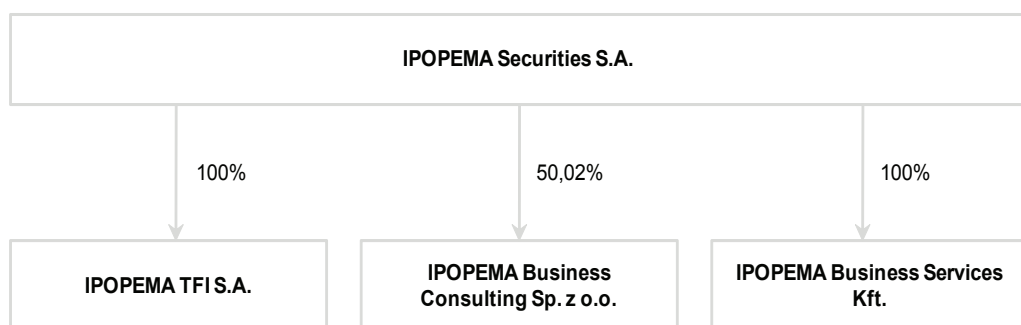 IPOPEMA Securities S.A.
100%
50,02%
100%
IPOPEMA TFI S.A.
IPOPEMA Business
Consulting Sp. z o.o.
IPOPEMA Business Services
Kft.